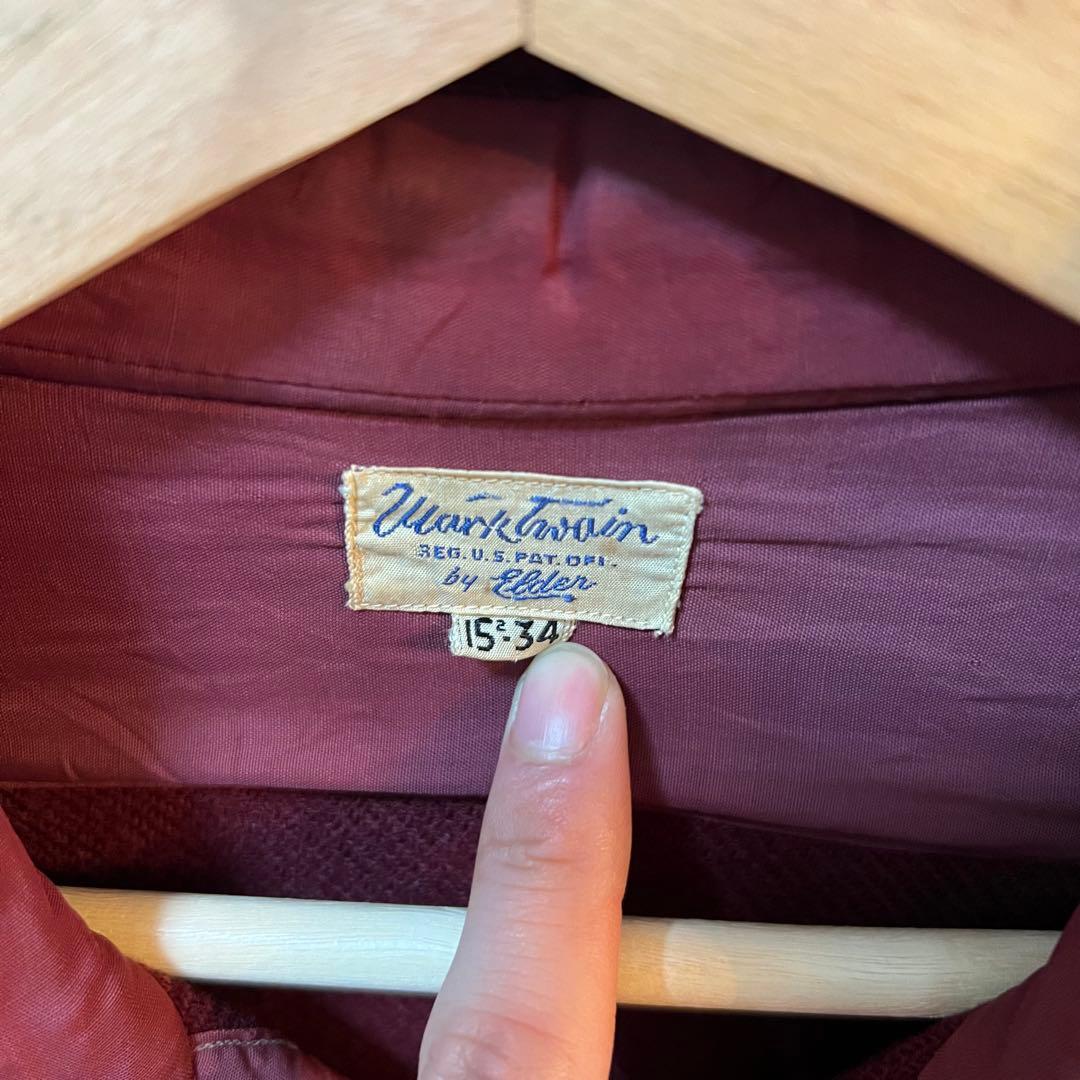 Mark Twain
REG. U.S. PAT. OFF.
by Elder
15²-34